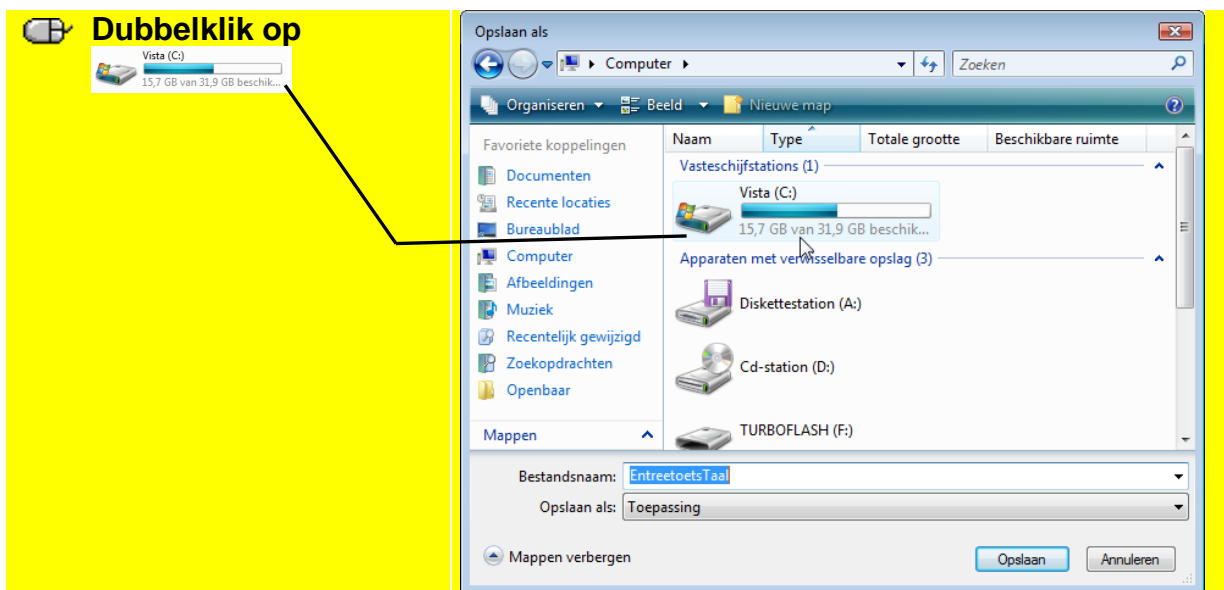 Dubbelklik op
Vista (C:)
15,7 GB van 31,9 GB beschik...
Opslaan als
Computer
Zoeken
Organiseren
Beeld
Nieuwe map
Favoriete koppelingen
Documenten
Recente locaties
Bureaublad
Computer
Afbeeldingen
Muziek
Recentelijk gewijzigd
Zoekopdrachten
Openbaar
Mappen
Naam Type Totale grootte Beschikbare ruimte
Vasteschijfstations (1)
Vista (C:)
15,7 GB van 31,9 GB beschik...
Apparaten met verwisselbare opslag (3)
Diskettestation (A:)
Cd-station (D:)
TURBOFLASH (F:)
Bestandsnaam: EntreetoetsTaal
Opslaan als: Toepassing
Mappen verbergen
Opslaan
Annuleren